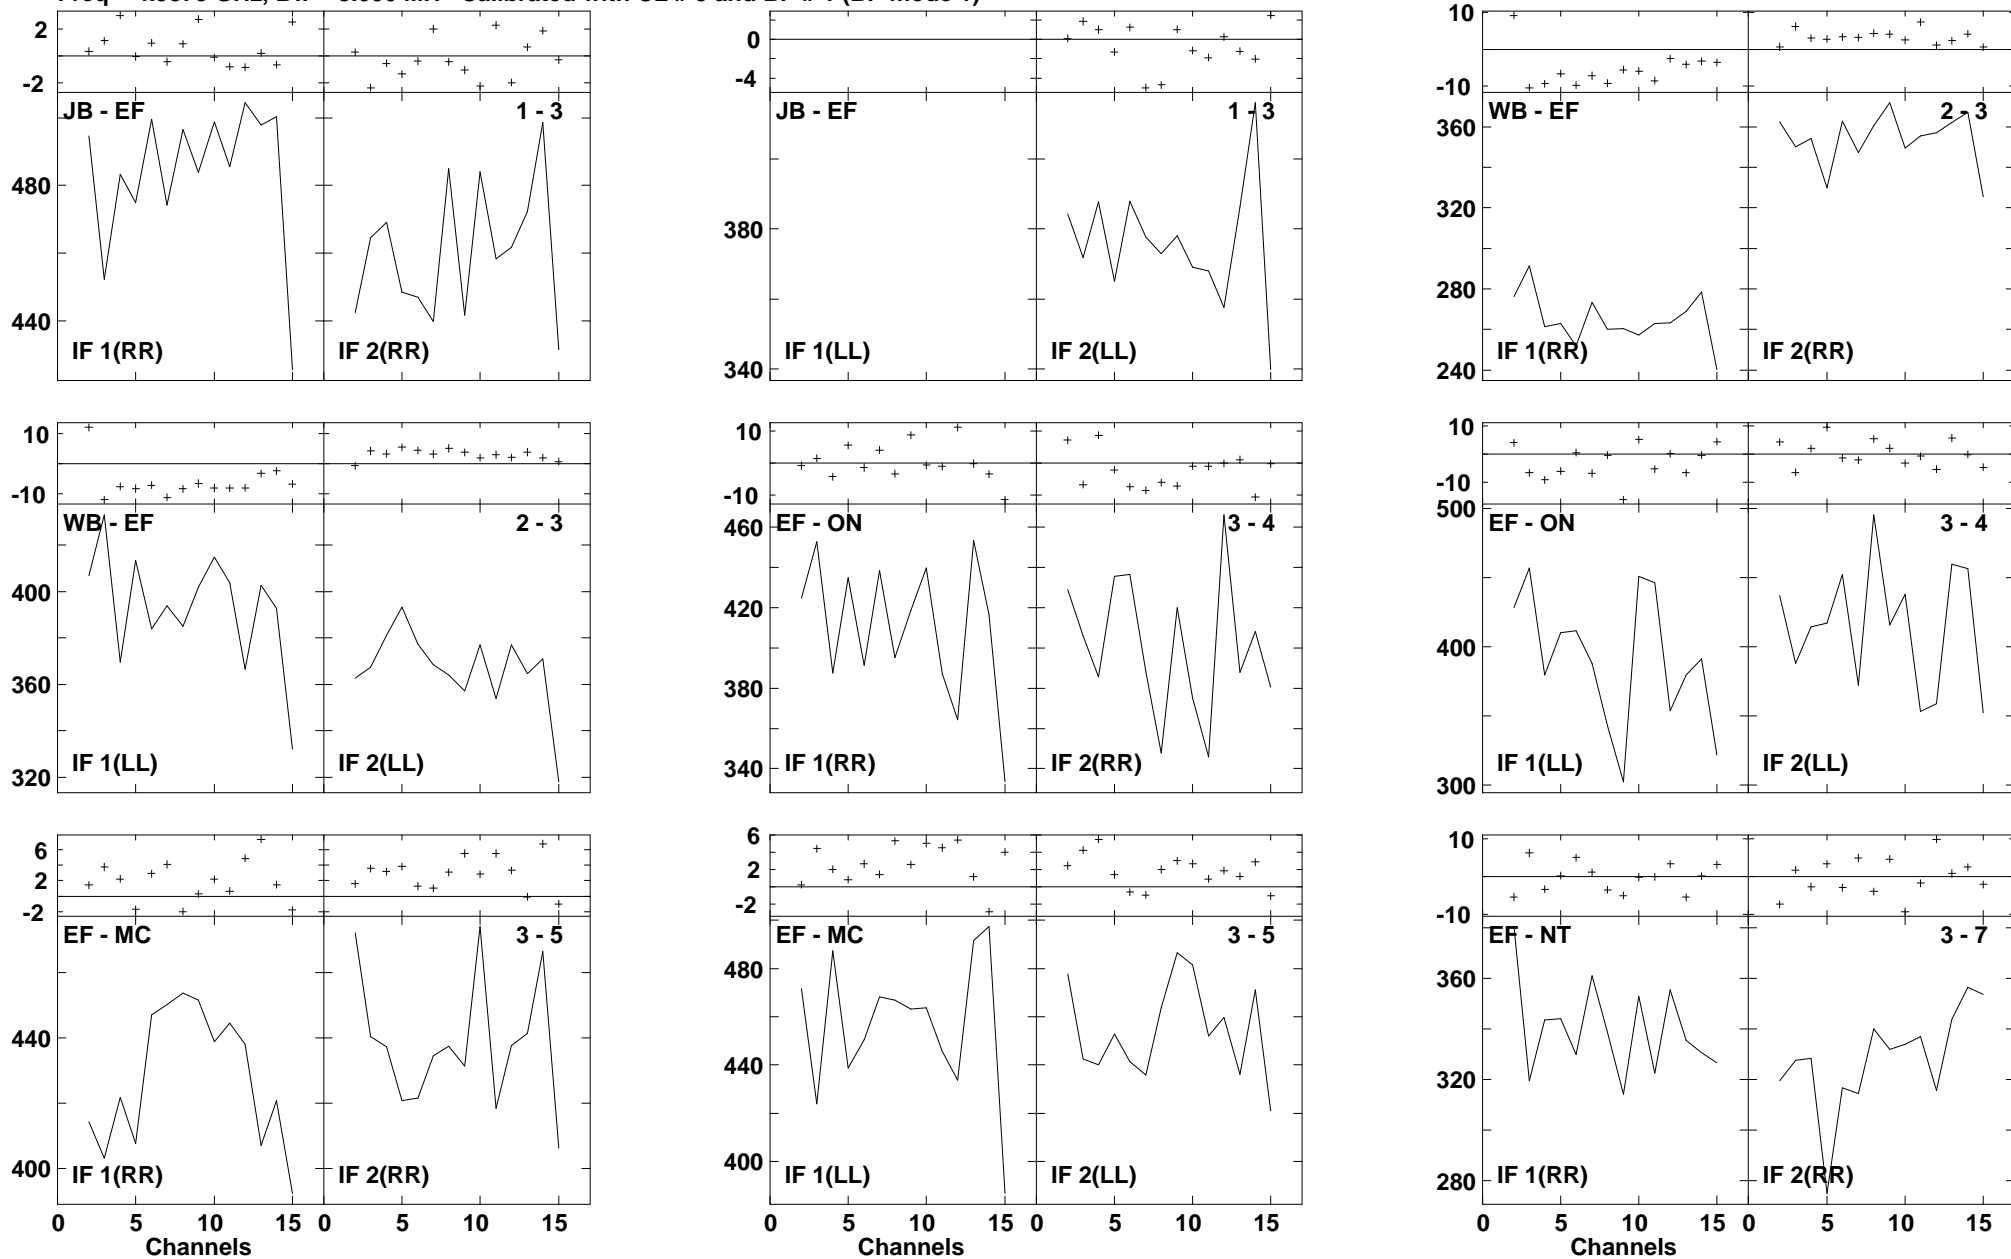 2
-2
JB - EF
1 - 3
480
440
IF 1(RR)
IF 2(RR)
0
-4
JB - EF
1 - 3
380
340
IF 1(LL)
IF 2(LL)
10
-10
WB - EF
2 - 3
360
320
280
240
IF 1(RR)
IF 2(RR)
10
-10
WB - EF
2 - 3
400
360
320
IF 1(LL)
IF 2(LL)
10
-10
EF - ON
3 - 4
460
420
380
340
IF 1(RR)
IF 2(RR)
10
-10
500
EF - ON
3 - 4
400
300
IF 1(LL)
IF 2(LL)
6
2
-2
EF - MC
3 - 5
440
400
IF 1(RR)
IF 2(RR)
0 5 10 15 0 5 10 15
Channels
6
2
-2
EF - MC
3 - 5
480
440
400
IF 1(LL)
IF 2(LL)
0 5 10 15 0 5 10 15
Channels
10
-10
EF - NT
3 - 7
360
320
280
IF 1(RR)
IF 2(RR)
0 5 10 15 0 5 10 15
Channels